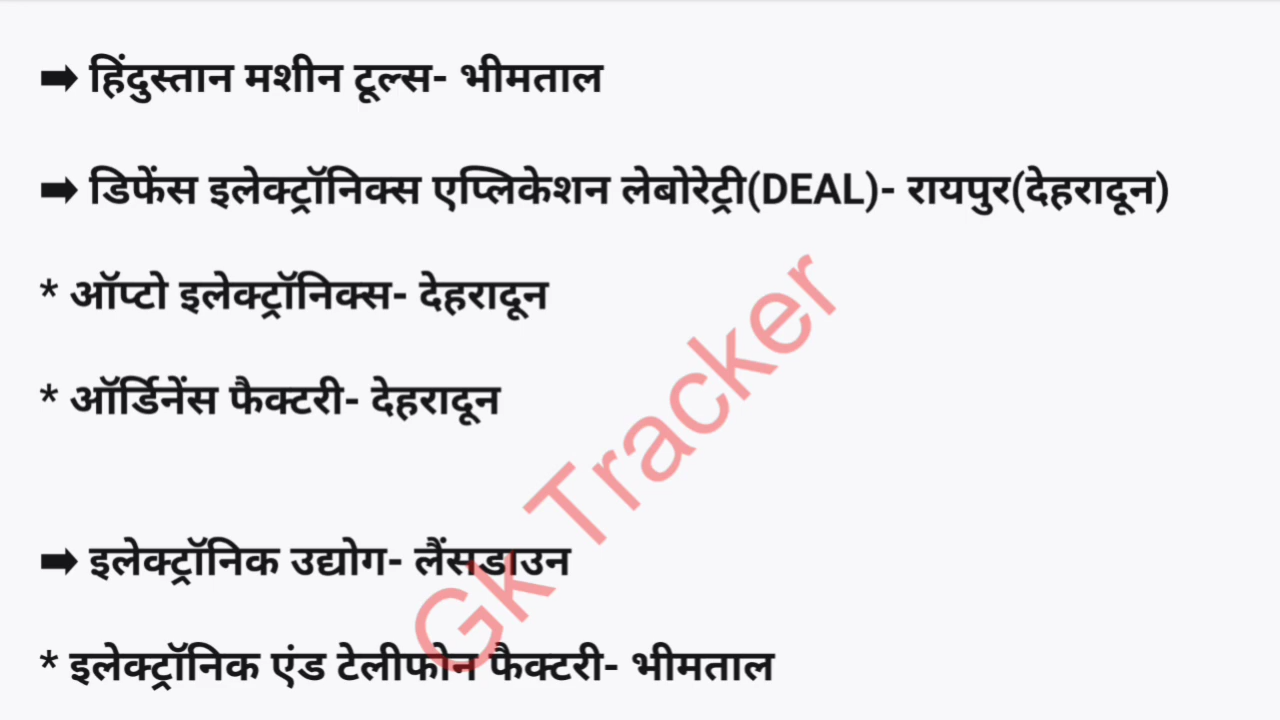 ➡ हिंदुस्तान मशीन टूल्स- भीमताल
➡ डिफेंस इलेक्ट्रॉनिक्स एप्लिकेशन लेबोरेट्री(DEAL)- रायपुर(देहरादून)
* ऑप्टो इलेक्ट्रॉनिक्स- देहरादून
* ऑर्डिनेंस फैक्टरी- देहरादून
➡ इलेक्ट्रॉनिक उद्योग- लैंसडाउन
* इलेक्ट्रॉनिक एंड टेलीफोन फैक्टरी- भीमताल
Gk Tracker